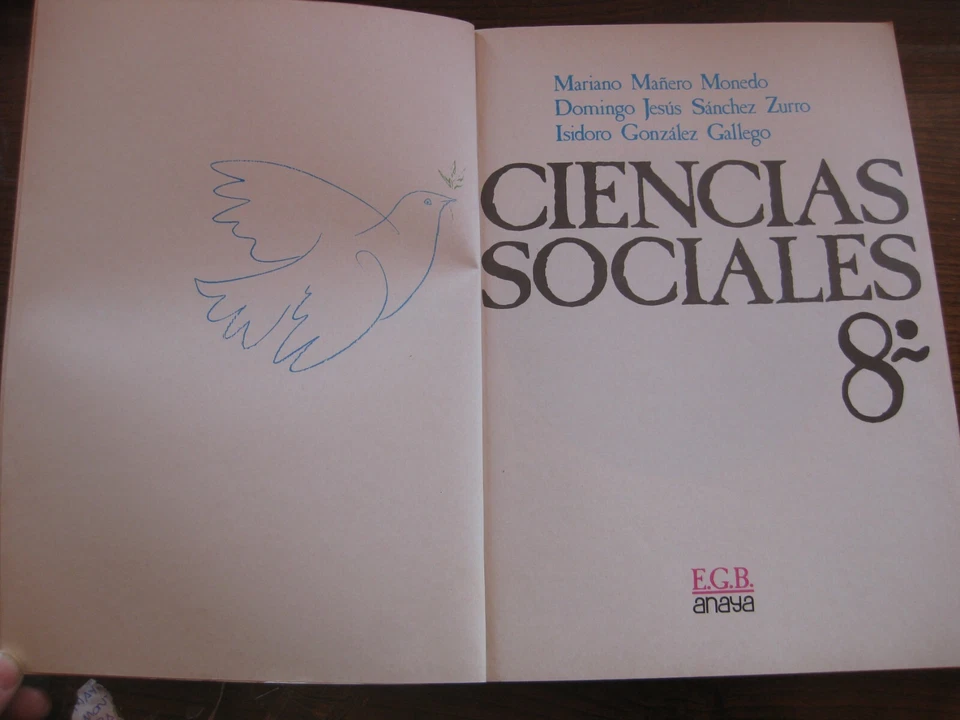 Mariano Mañero Monedo
Domingo Jesús Sánchez Zurro
Isidoro González Gallego
CIENCIAS
SOCIALES
8º
E.G.B.
anaya